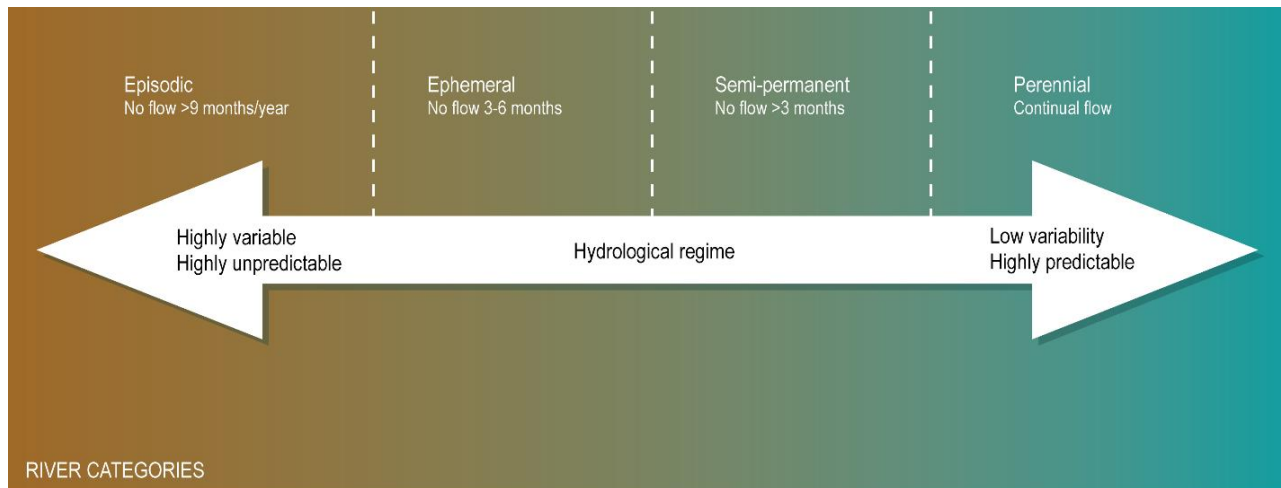 Episodic
No flow >9 months/year
Ephemeral
No flow 3-6 months
Semi-permanent
No flow >3 months
Perennial
Continual flow
Highly variable
Highly unpredictable
Hydrological regime
Low variability
Highly predictable
RIVER CATEGORIES